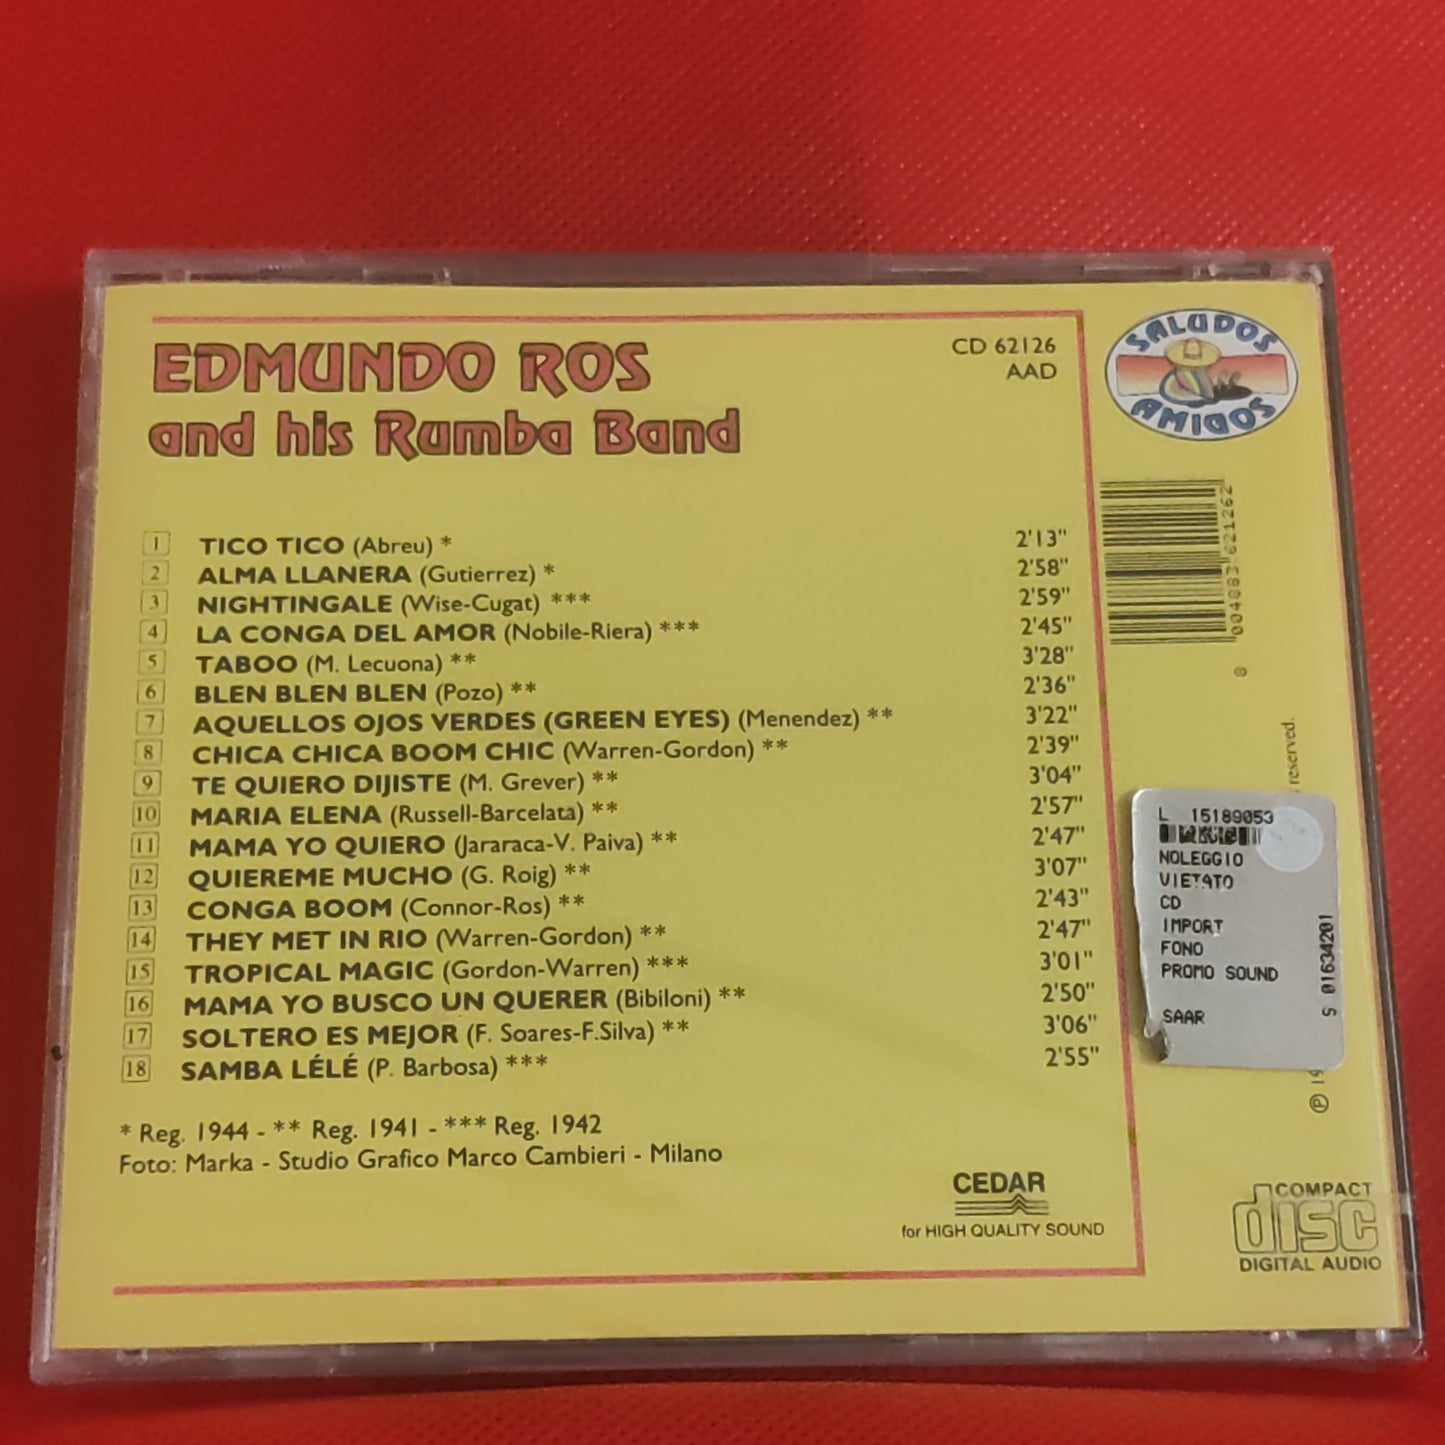 EDMUNDO ROS
and his Rumba Band
CD 62126
AAD
SALUDOS
AMIGOS
1 TICO TICO (Abreu) * 2'13"
2 ALMA LLANERA (Gutierrez) * 2'58"
3 NIGHTINGALE (Wise-Cugat) *** 2'59"
4 LA CONGA DEL AMOR (Nobile-Riera) *** 2'45"
5 TABOO (M. Lecuona) ** 3'28"
6 BLEN BLEN BLEN (Pozo) ** 2'36"
7 AQUELLOS OJOS VERDES (GREEN EYES) (Menendez) ** 3'22"
8 CHICA CHICA BOOM CHIC (Warren-Gordon) ** 2'39"
9 TE QUIERO DIJISTE (M. Grever) ** 3'04"
10 MARIA ELENA (Russell-Barcelata) ** 2'57"
11 MAMA YO QUIERO (Jararaca-V. Paiva) ** 2'47"
12 QUIEREME MUCHO (G. Roig) ** 3'07"
13 CONGA BOOM (Connor-Ros) ** 2'43"
14 THEY MET IN RIO (Warren-Gordon) ** 2'47"
15 TROPICAL MAGIC (Gordon-Warren) *** 3'01"
16 MAMA YO BUSCO UN QUERER (Bibiloni) ** 2'50"
17 SOLTERO ES MEJOR (F. Soares-F.Silva) ** 3'06"
18 SAMBA LÉLÉ (P. Barbosa) *** 2'55"
* Reg. 1944 - ** Reg. 1941 - *** Reg. 1942
Foto: Marka - Studio Grafico Marco Cambieri - Milano
CEDAR
for HIGH QUALITY SOUND
8 004883 621262
reserved.
L 15189053
NOLEGGIO
VIETATO
CD
IMPORT
FONO
PROMO SOUND
SAAR
S 01634201
℗ 19
COMPACT
disc
DIGITAL AUDIO